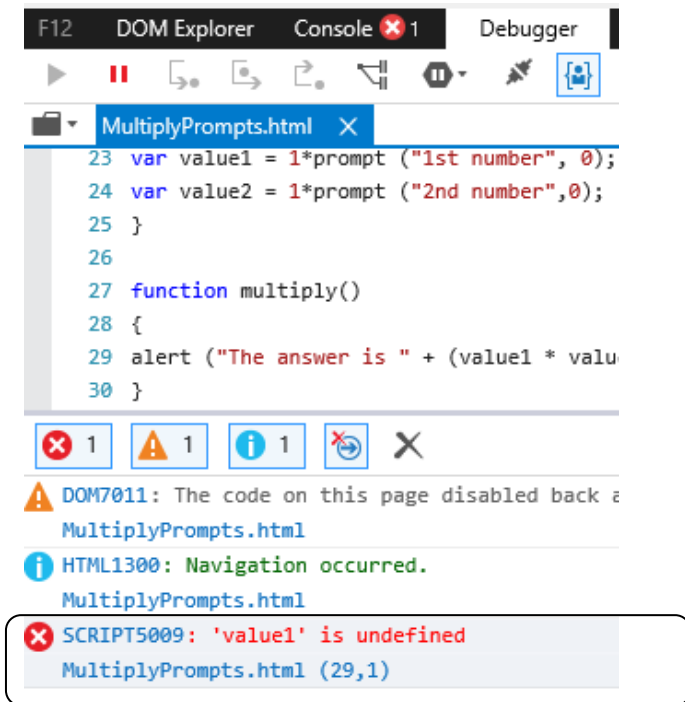 F12 DOM Explorer Console 1 Debugger
MultiplyPrompts.html
23 var value1 = 1*prompt ("1st number", 0);
24 var value2 = 1*prompt ("2nd number",0);
25 }
26
27 function multiply()
28 {
29 alert ("The answer is " + (value1 * valu
30 }
1 1 1
DOM7011: The code on this page disabled back a
MultiplyPrompts.html
HTML1300: Navigation occurred.
MultiplyPrompts.html
SCRIPT5009: 'value1' is undefined
MultiplyPrompts.html (29,1)